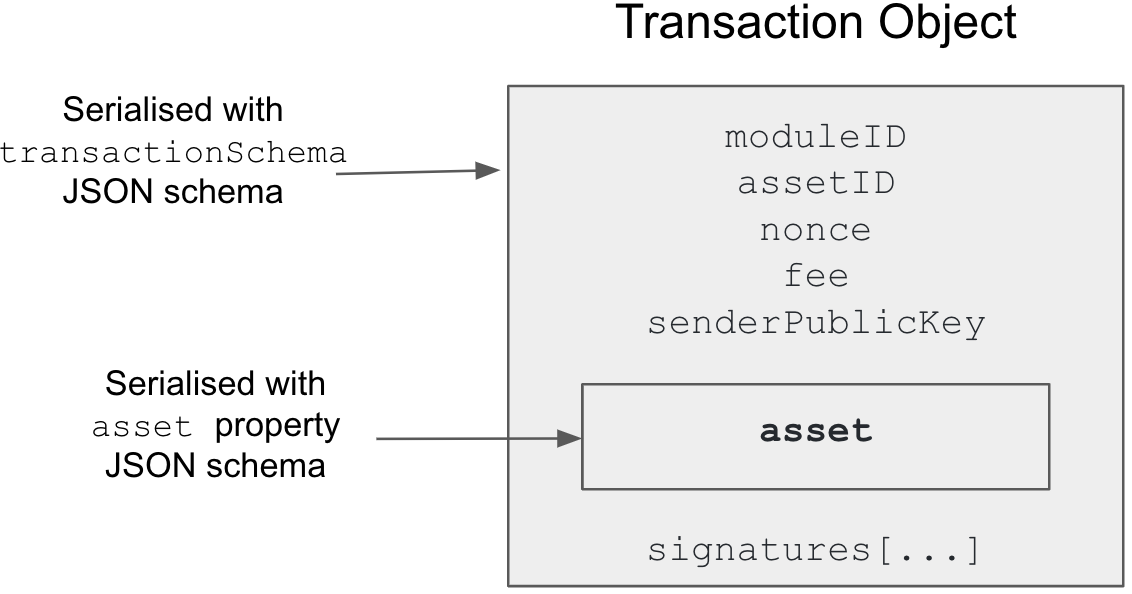 Transaction Object
Serialised with
transactionSchema
JSON schema
moduleID
assetID
nonce
fee
senderPublicKey
Serialised with
asset property
JSON schema
asset
signatures[...]